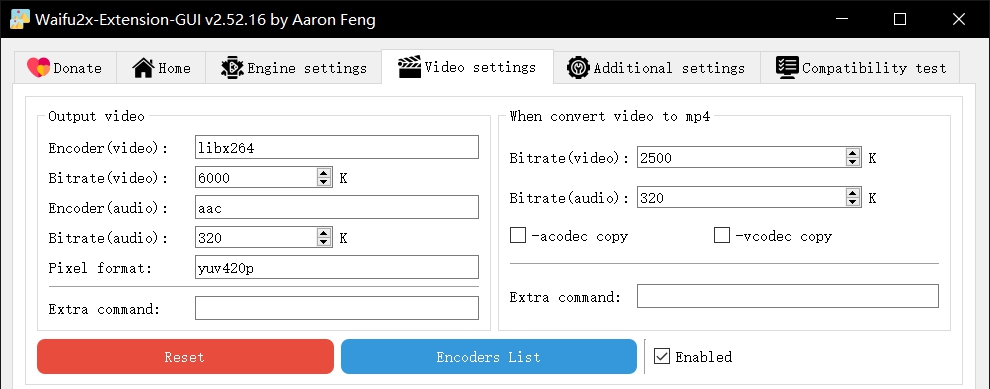 Waifu2x-Extension-GUI v2.52.16 by Aaron Feng
Donate Home Engine settings Video settings Additional settings Compatibility test
Output video
Encoder(video): libx264
Bitrate(video): 6000 K
Encoder(audio): aac
Bitrate(audio): 320 K
Pixel format: yuv420p
Extra command:
When convert video to mp4
Bitrate(video): 2500 K
Bitrate(audio): 320 K
-acodec copy -vcodec copy
Extra command:
Reset Encoders List Enabled